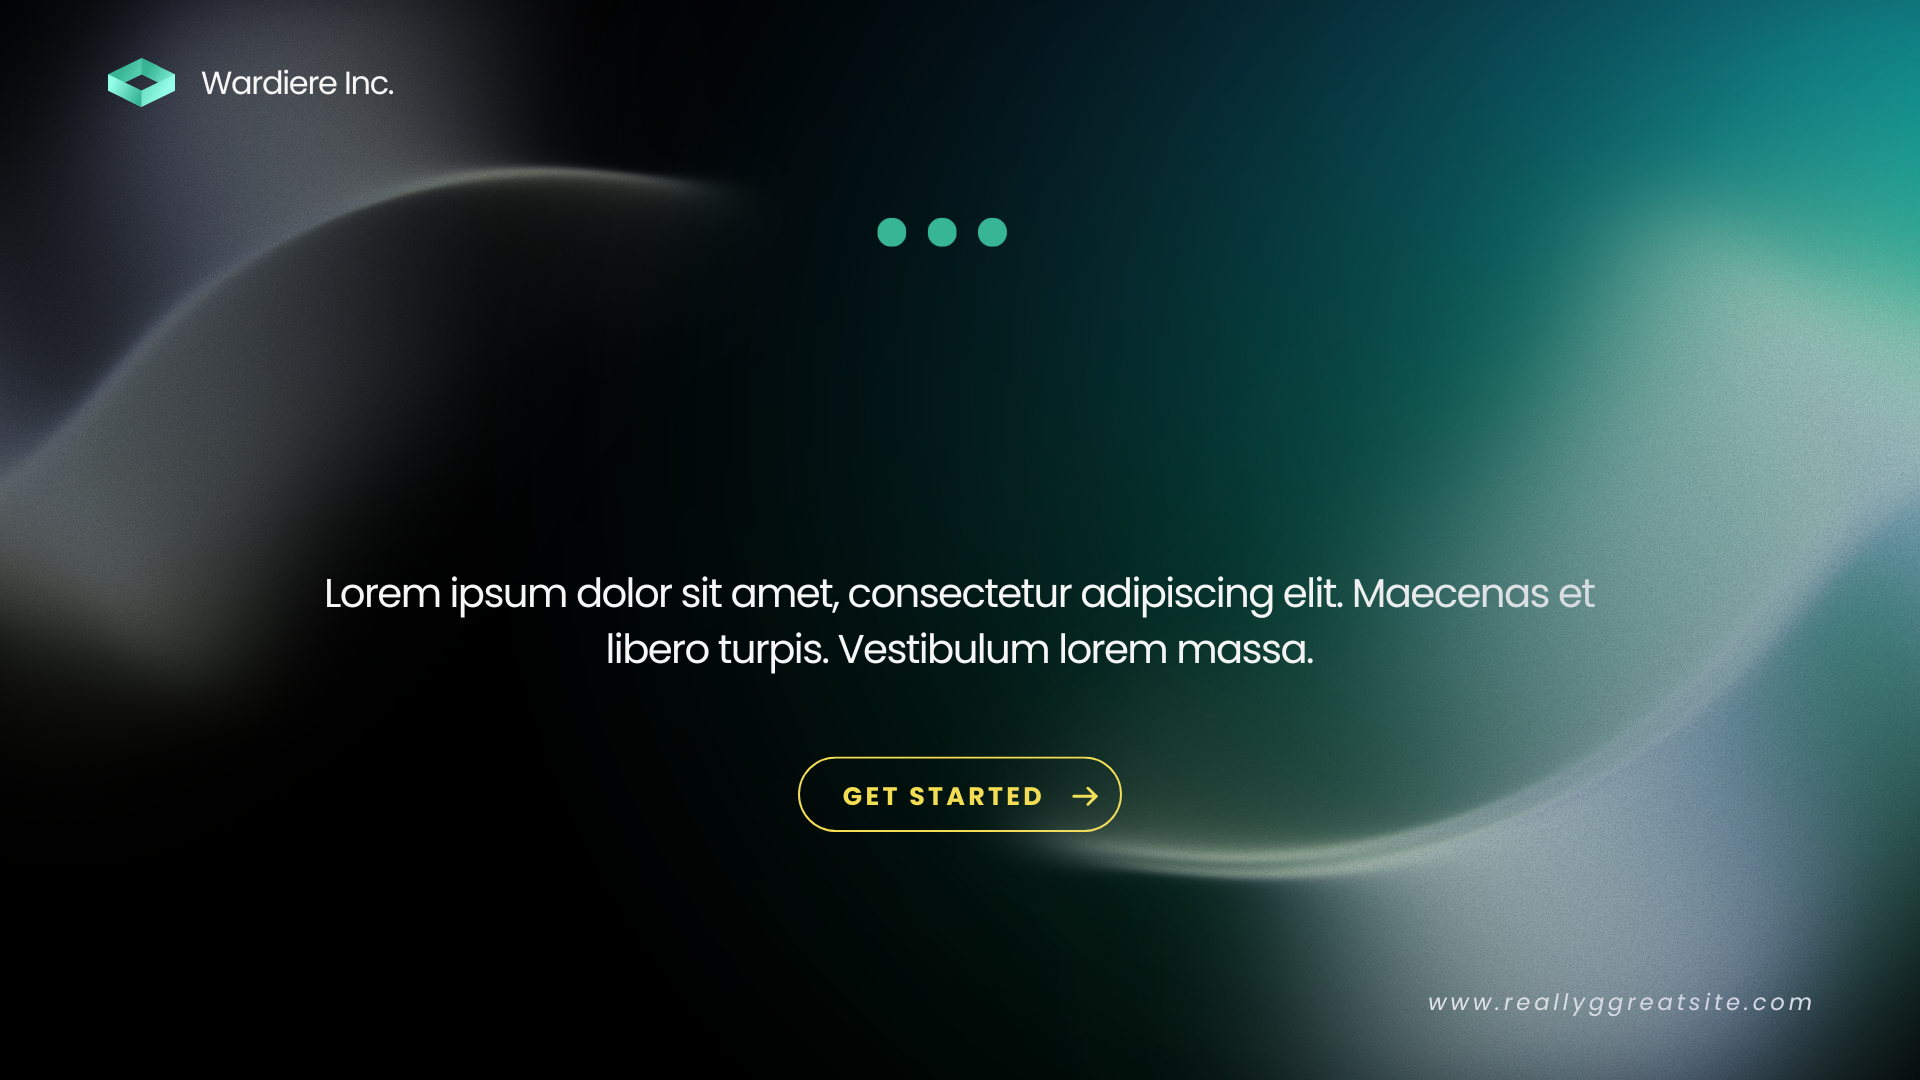 Wardiere Inc.
Lorem ipsum dolor sit amet, consectetur adipiscing elit. Maecenas et
libero turpis. Vestibulum lorem massa.
GET STARTED
www.reallyggreatsite.com